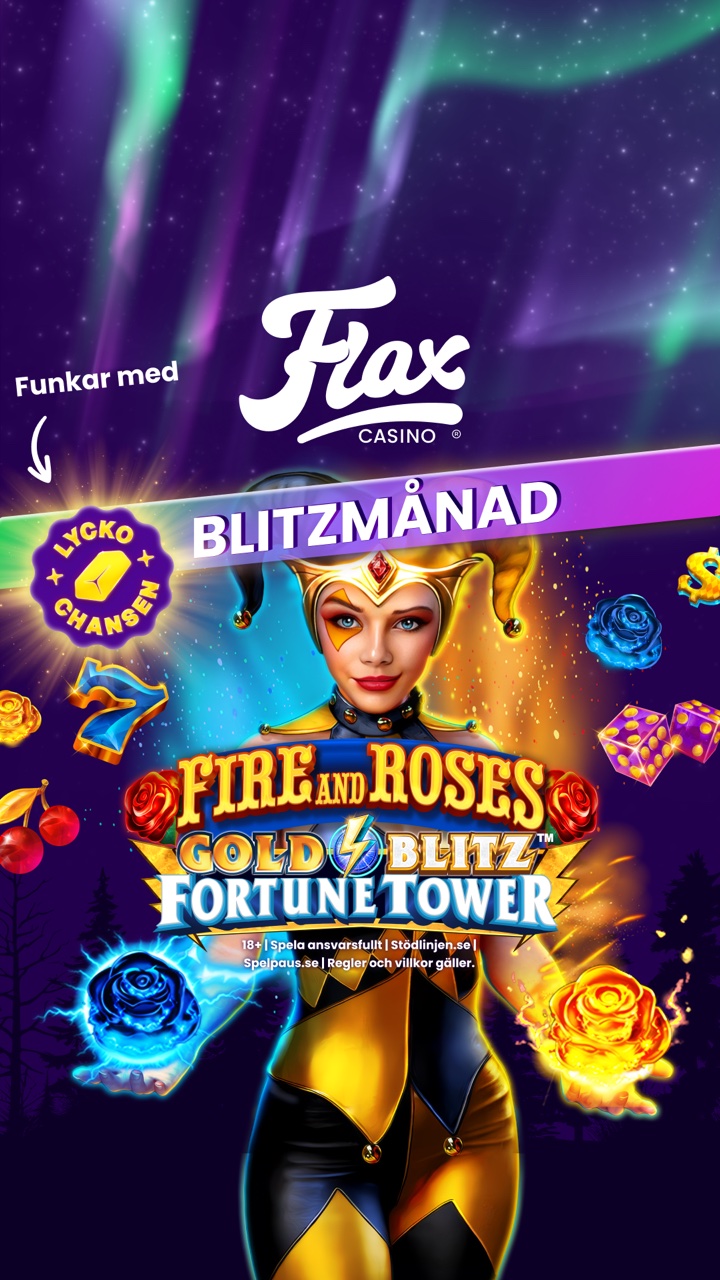 Flax
CASINO ®
Funkar med
BLITZMÅNAD
LYCKO
CHANSEN
FIRE AND ROSES
GOLD BLITZ™
FORTUNE TOWER
18+ | Spela ansvarsfullt | Stödlinjen.se |
Spelpaus.se | Regler och villkor gäller.